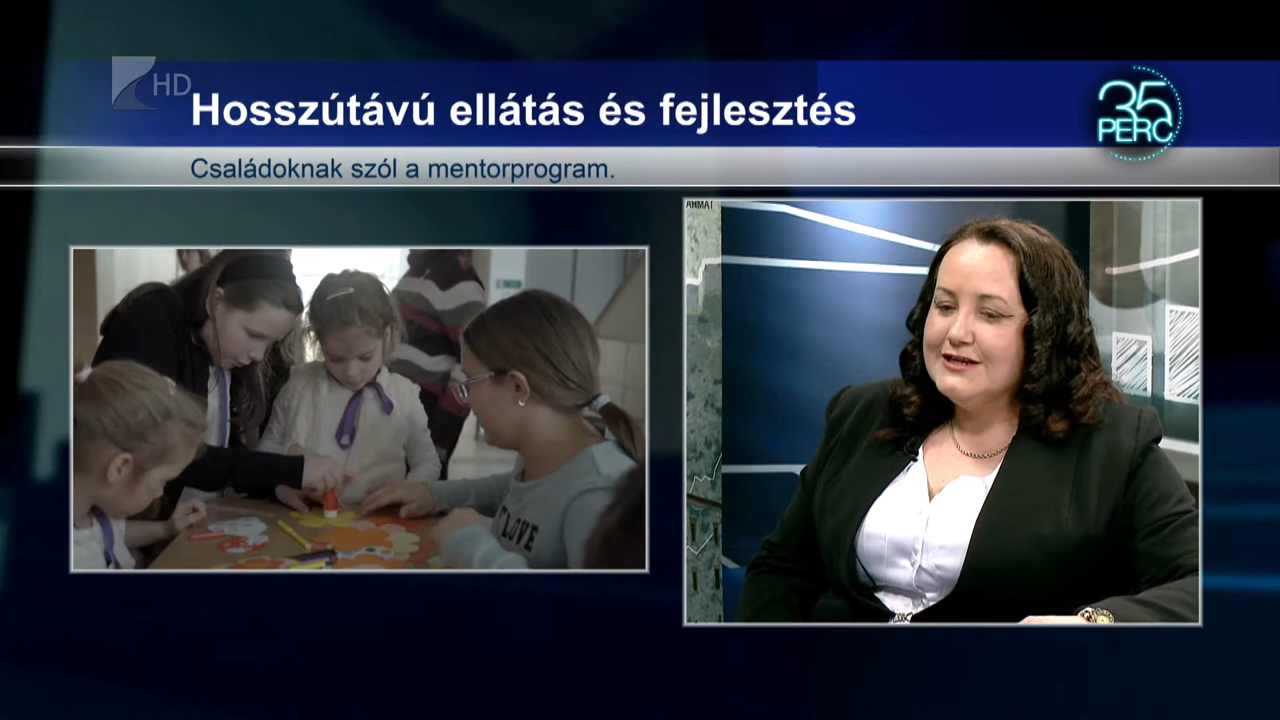 HD
Hosszútávú ellátás és fejlesztés
35
PERC
Családoknak szól a mentorprogram.
LOVE